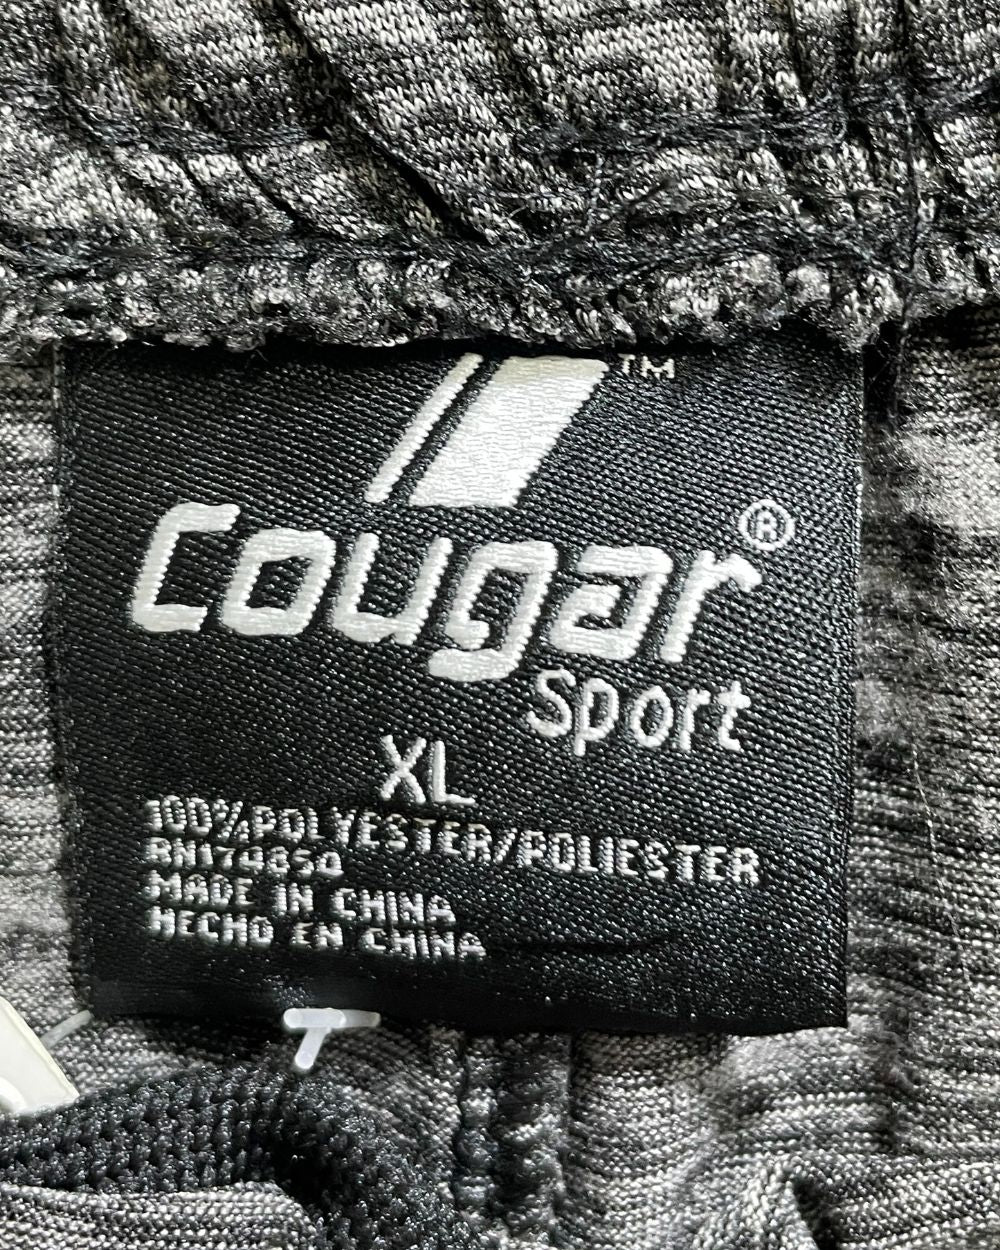 TM
Cougar®
Sport
XL
100%POLYESTER/POLIESTER
MADE IN CHINA
HECHO EN CHINA